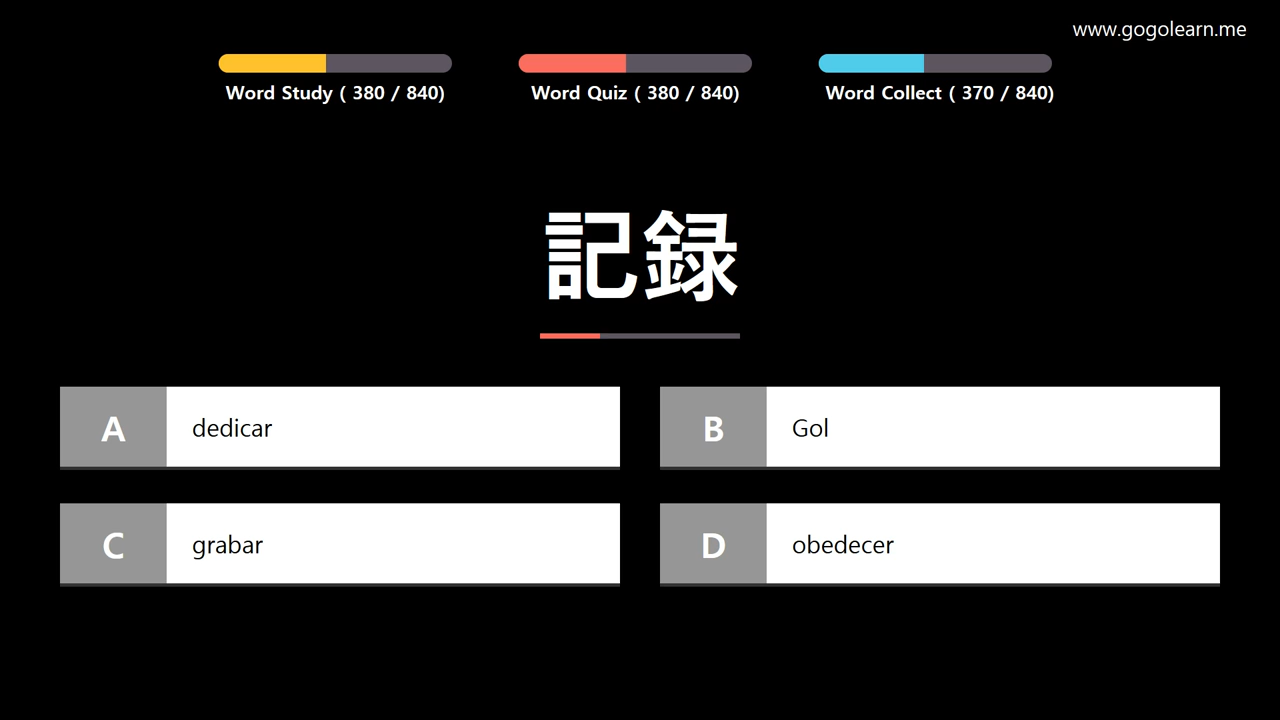 www.gogolearn.me
Word Study ( 380 / 840)
Word Quiz ( 380 / 840)
Word Collect ( 370 / 840)
記録
A dedicar
B Gol
C grabar
D obedecer